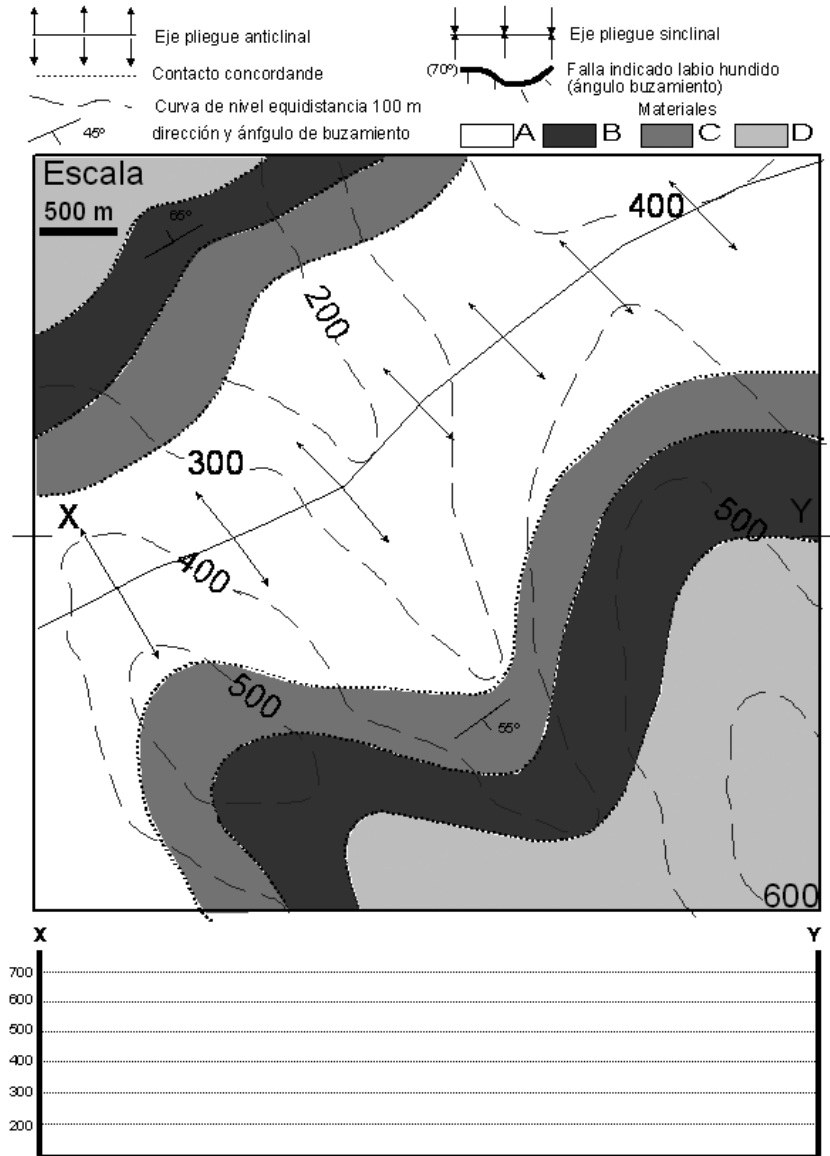 Eje pliegue anticlinal
Eje pliegue sinclinal
Contacto concordande
(70º) Falla indicado labio hundido
(ángulo buzamiento)
Curva de nivel equidistancia 100 m
Materiales
45º dirección y ánfgulo de buzamiento
A B C D
Escala
500 m
400
65º
200
300
X
500
Y
400
500
55º
600
X Y
700
600
500
400
300
200